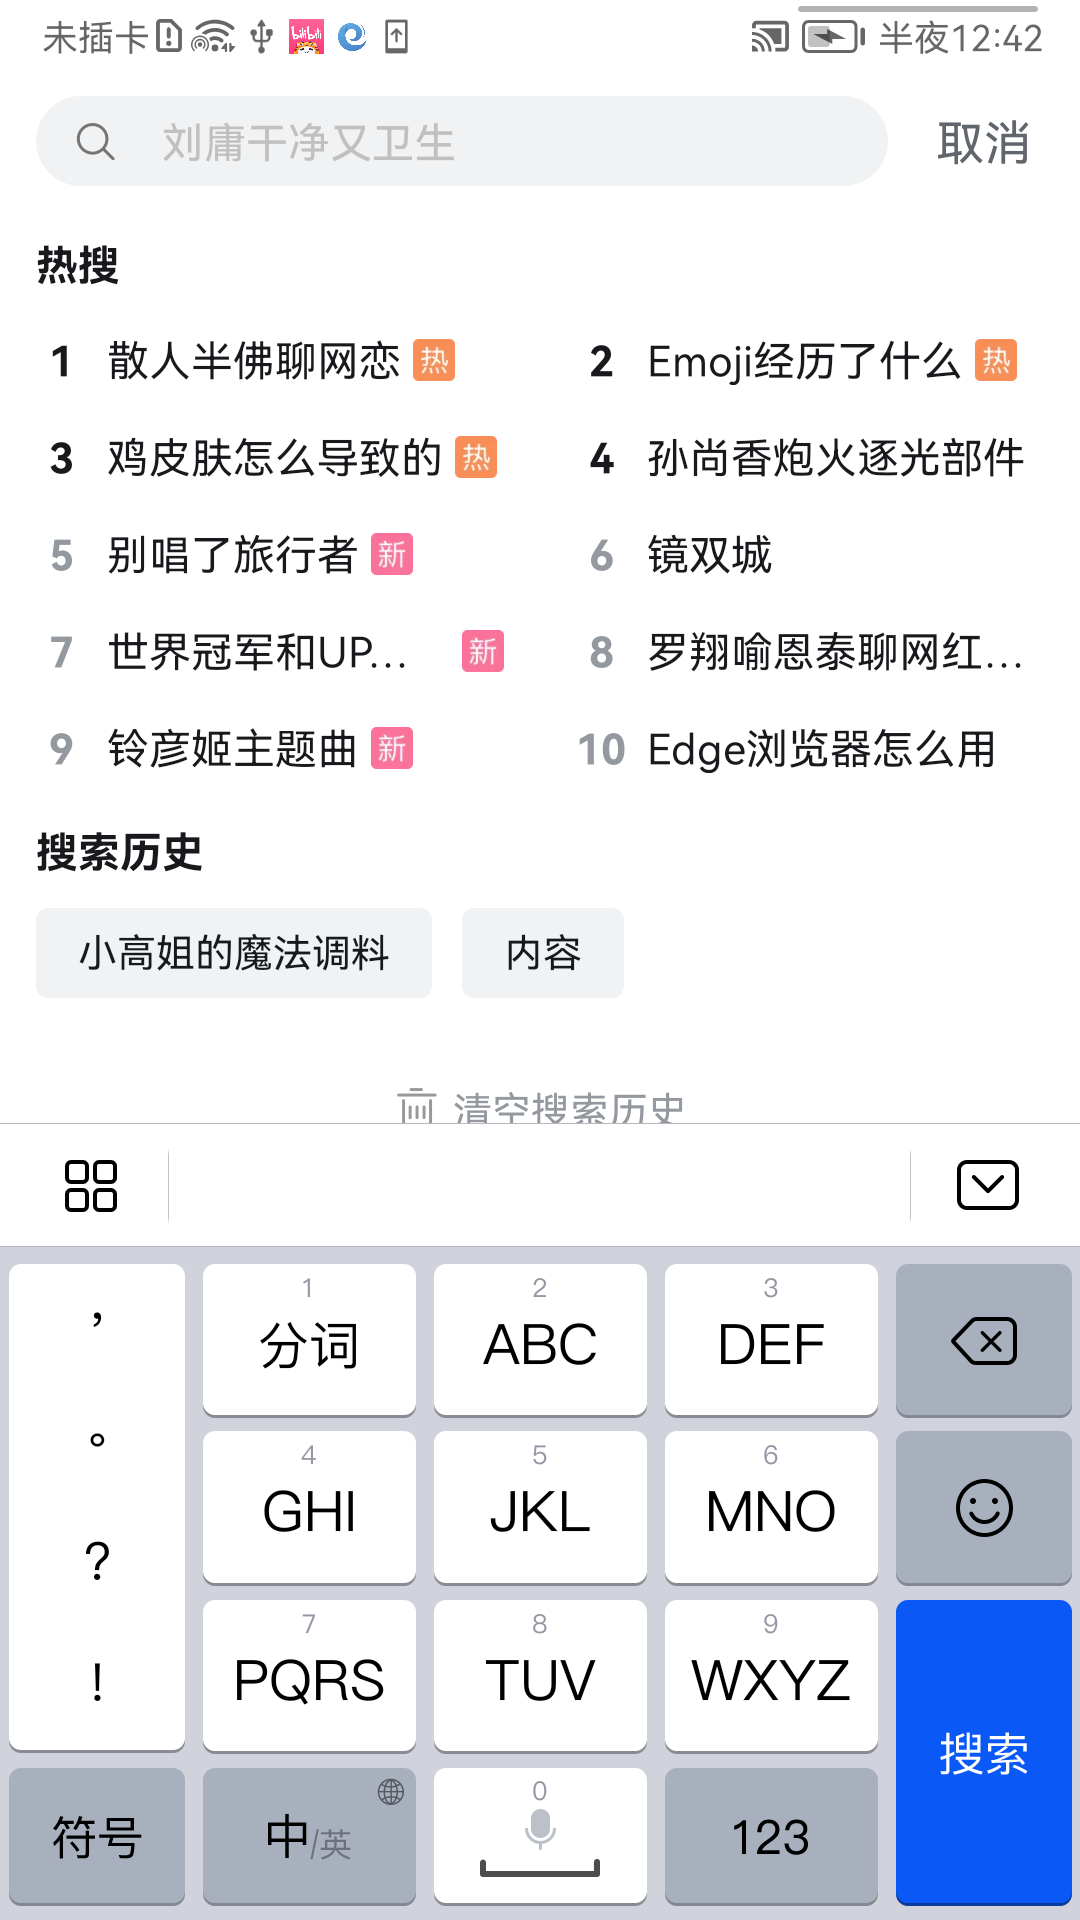 未插卡 bilibili 半夜12:42
刘庸干净又卫生 取消
热搜
1 散人半佛聊网恋 热 2 Emoji经历了什么 热
3 鸡皮肤怎么导致的 热 4 孙尚香炮火逐光部件
5 别唱了旅行者 新 6 镜双城
7 世界冠军和UP... 新 8 罗翔喻恩泰聊网红...
9 铃彦姬主题曲 新 10 Edge浏览器怎么用
搜索历史
小高姐的魔法调料 内容
清空搜索历史
, 1 分词 2 ABC 3 DEF
。 4 GHI 5 JKL 6 MNO
? 7 PQRS 8 TUV 9 WXYZ
! 搜索
符号 中/英 0 123